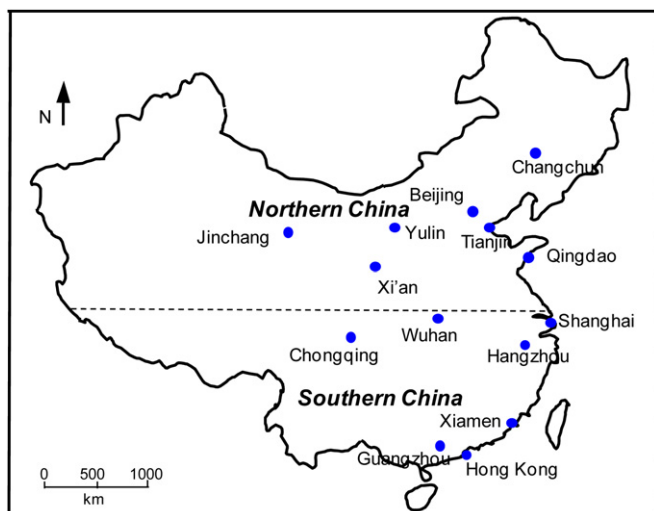 N
Changchun
Beijing
Northern China
Jinchang
Yulin
Tianjin
Qingdao
Xi'an
Shanghai
Wuhan
Chongqing
Hangzhou
Southern China
Xiamen
Guangzhou
Hong Kong
0 500 1000
km